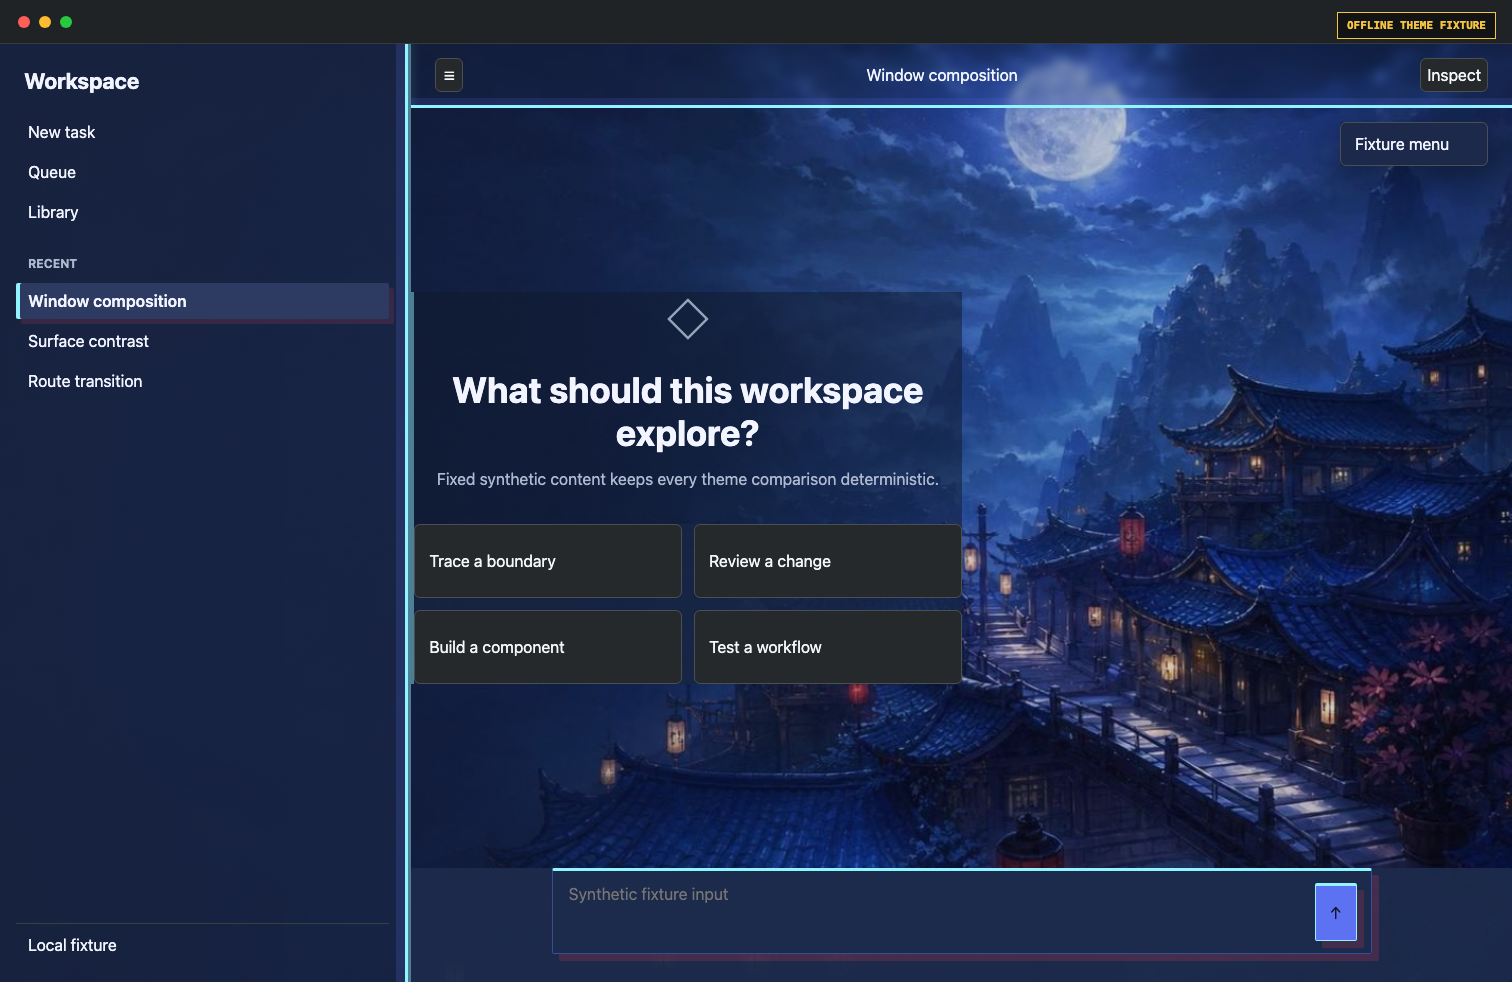 OFFLINE THEME FIXTURE
Workspace
New task
Queue
Library
RECENT
Window composition
Surface contrast
Route transition
Local fixture
Window composition
Inspect
Fixture menu
What should this workspace
explore?
Fixed synthetic content keeps every theme comparison deterministic.
Trace a boundary
Review a change
Build a component
Test a workflow
Synthetic fixture input